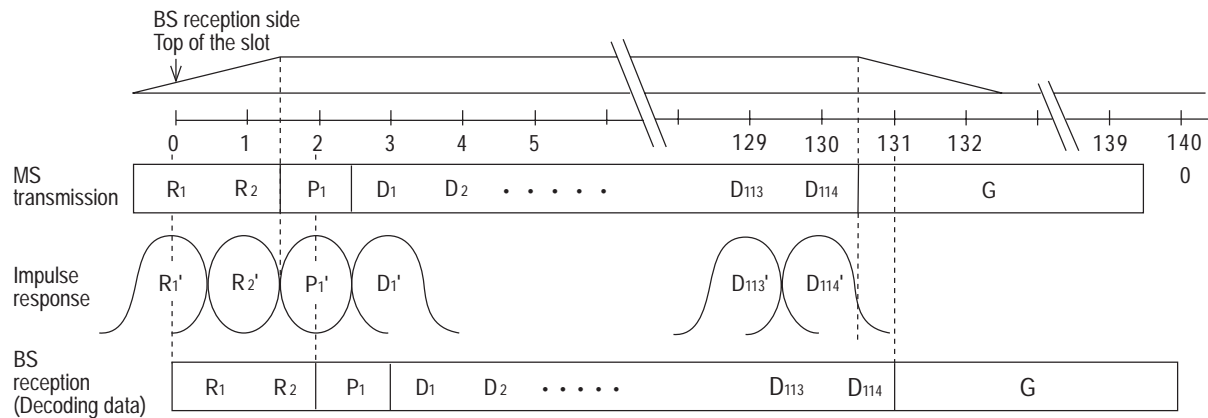 BS reception side
Top of the slot
0 1 2 3 4 5 129 130 131 132 139 140
0
MS
transmission
R1 R2 P1 D1 D2 · · · · · · D113 D114 G
Impulse
response
R1' R2' P1' D1' D113' D114'
BS
reception
(Decoding data)
R1 R2 P1 D1 D2 · · · · · · D113 D114 G